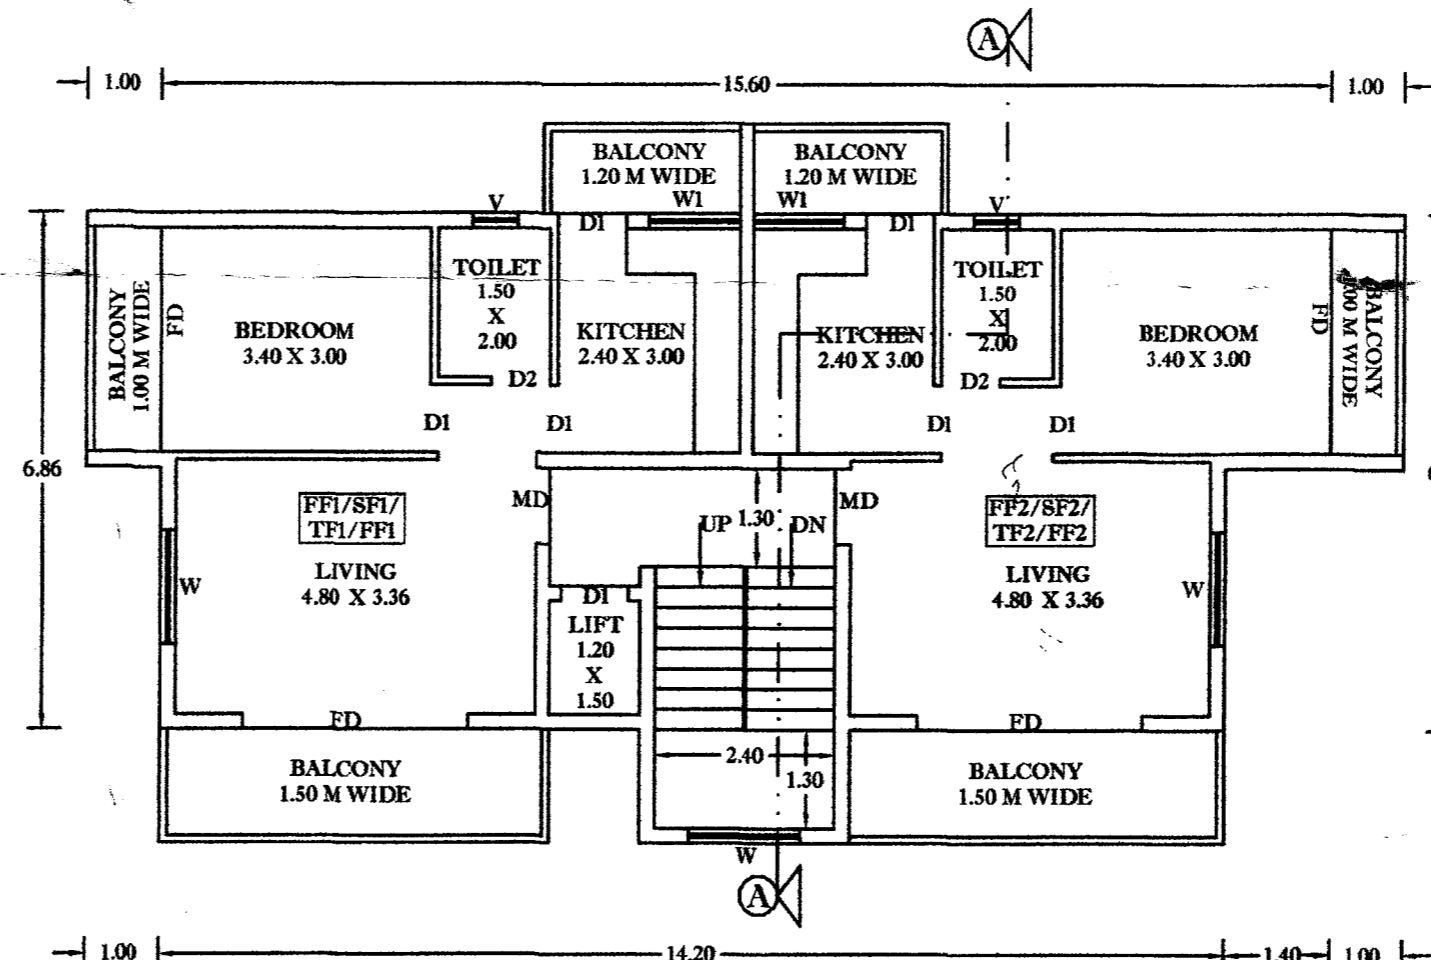 A
1.00
15.60
1.00
BALCONY
1.20 M WIDE
BALCONY
1.20 M WIDE
V
W1
W1
V
D1
D1
TOILET
1.50
X
2.00
TOILET
1.50
X
2.00
BALCONY
1.00 M WIDE
FD
BEDROOM
3.40 X 3.00
KITCHEN
2.40 X 3.00
KITCHEN
2.40 X 3.00
BEDROOM
3.40 X 3.00
FD
BALCONY
1.00 M WIDE
D2
D2
D1
D1
D1
D1
6.86
FF1/SF1/
TF1/FF1
MD
UP
1.30
DN
MD
FF2/SF2/
TF2/FF2
W
LIVING
4.80 X 3.36
D1
LIFT
1.20
X
1.50
LIVING
4.80 X 3.36
W
FD
FD
BALCONY
1.50 M WIDE
2.40
1.30
BALCONY
1.50 M WIDE
W
A
1.00
14.20
1.40
1.00